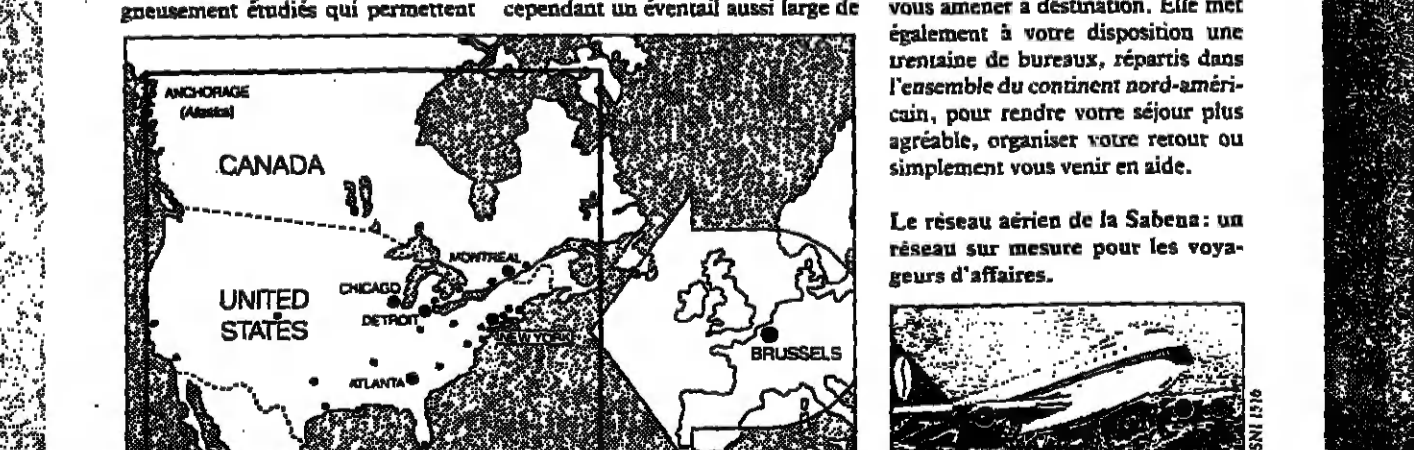 gneusement étudiés qui permettent
cependant un éventail aussi large de
ANCHORAGE
(Alaska)
CANADA
MONTREAL
CHICAGO
UNITED
STATES
DETROIT
NEW YORK
ATLANTA
BRUSSELS
vous amener à destination. Elle met
également à votre disposition une
trentaine de bureaux, répartis dans
l'ensemble du continent nord-améri-
cain, pour rendre votre séjour plus
agréable, organiser votre retour ou
simplement vous venir en aide.
Le réseau aérien de la Sabena: un
réseau sur mesure pour les voya-
geurs d'affaires.